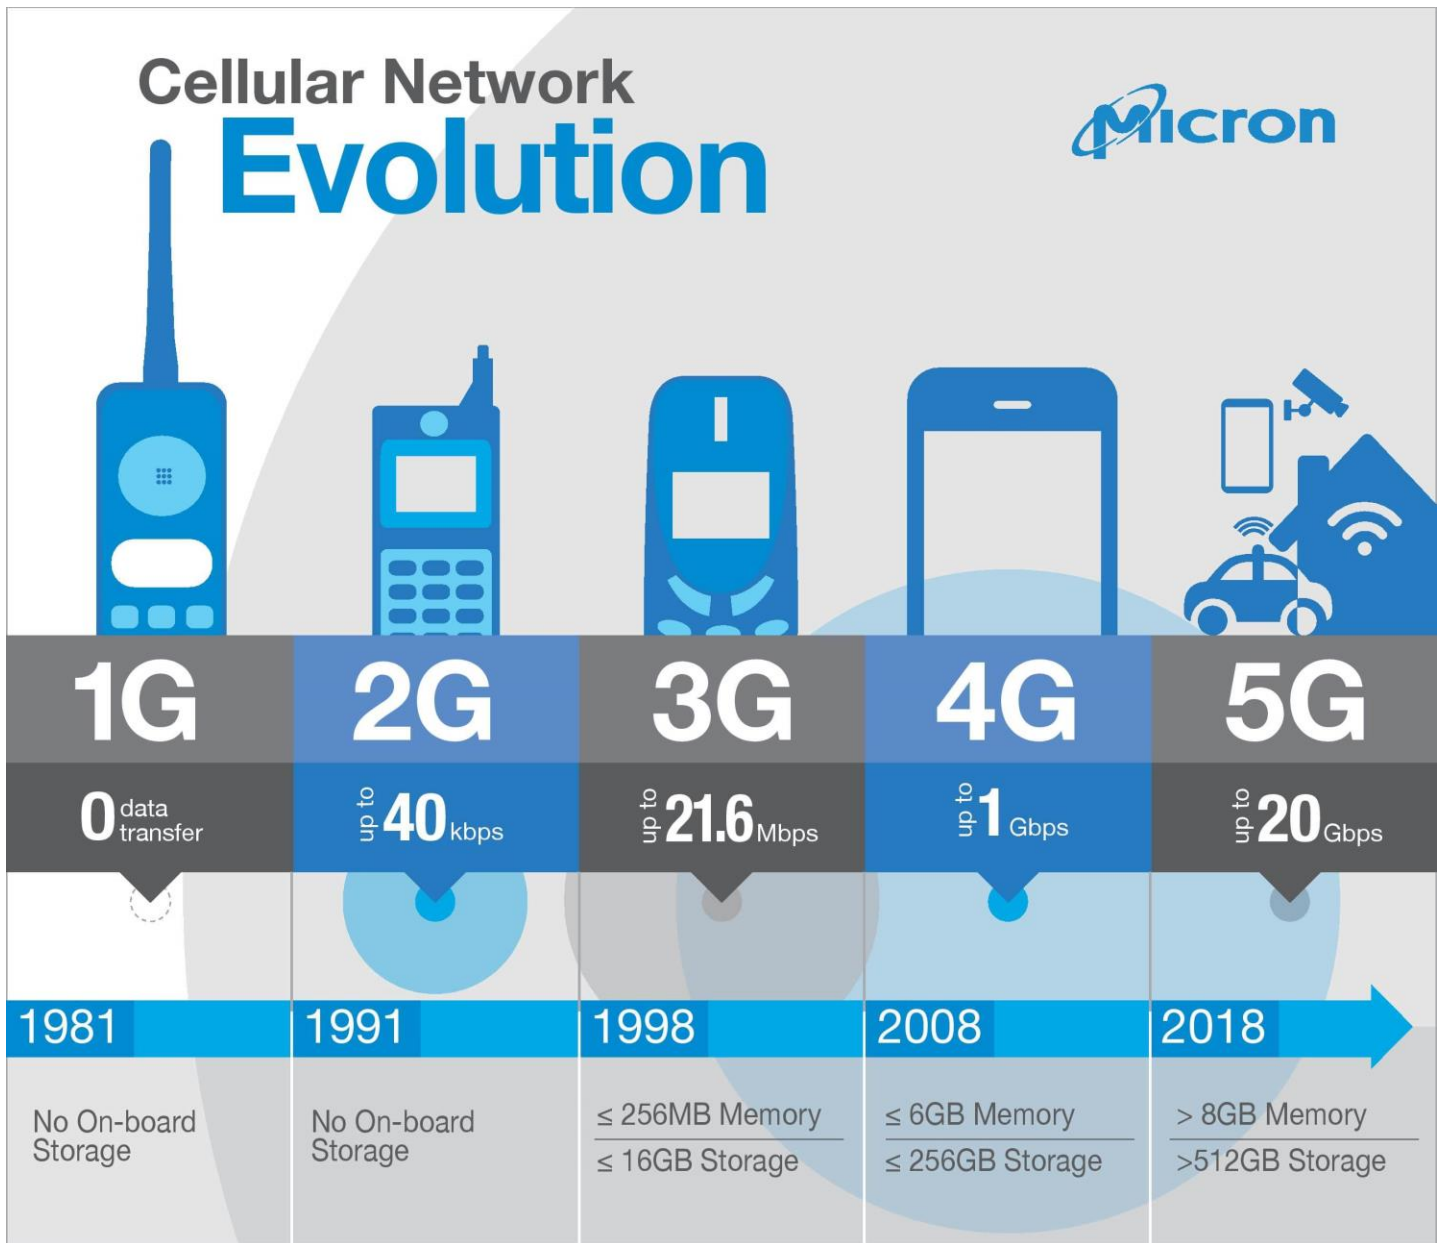 Cellular Network
Evolution
Micron
1G
2G
3G
4G
5G
0 data
transfer
up to 40 kbps
up to 21.6 Mbps
up to 1 Gbps
up to 20 Gbps
1981
1991
1998
2008
2018
No On-board
Storage
No On-board
Storage
≤ 256MB Memory
≤ 16GB Storage
≤ 6GB Memory
≤ 256GB Storage
> 8GB Memory
>512GB Storage